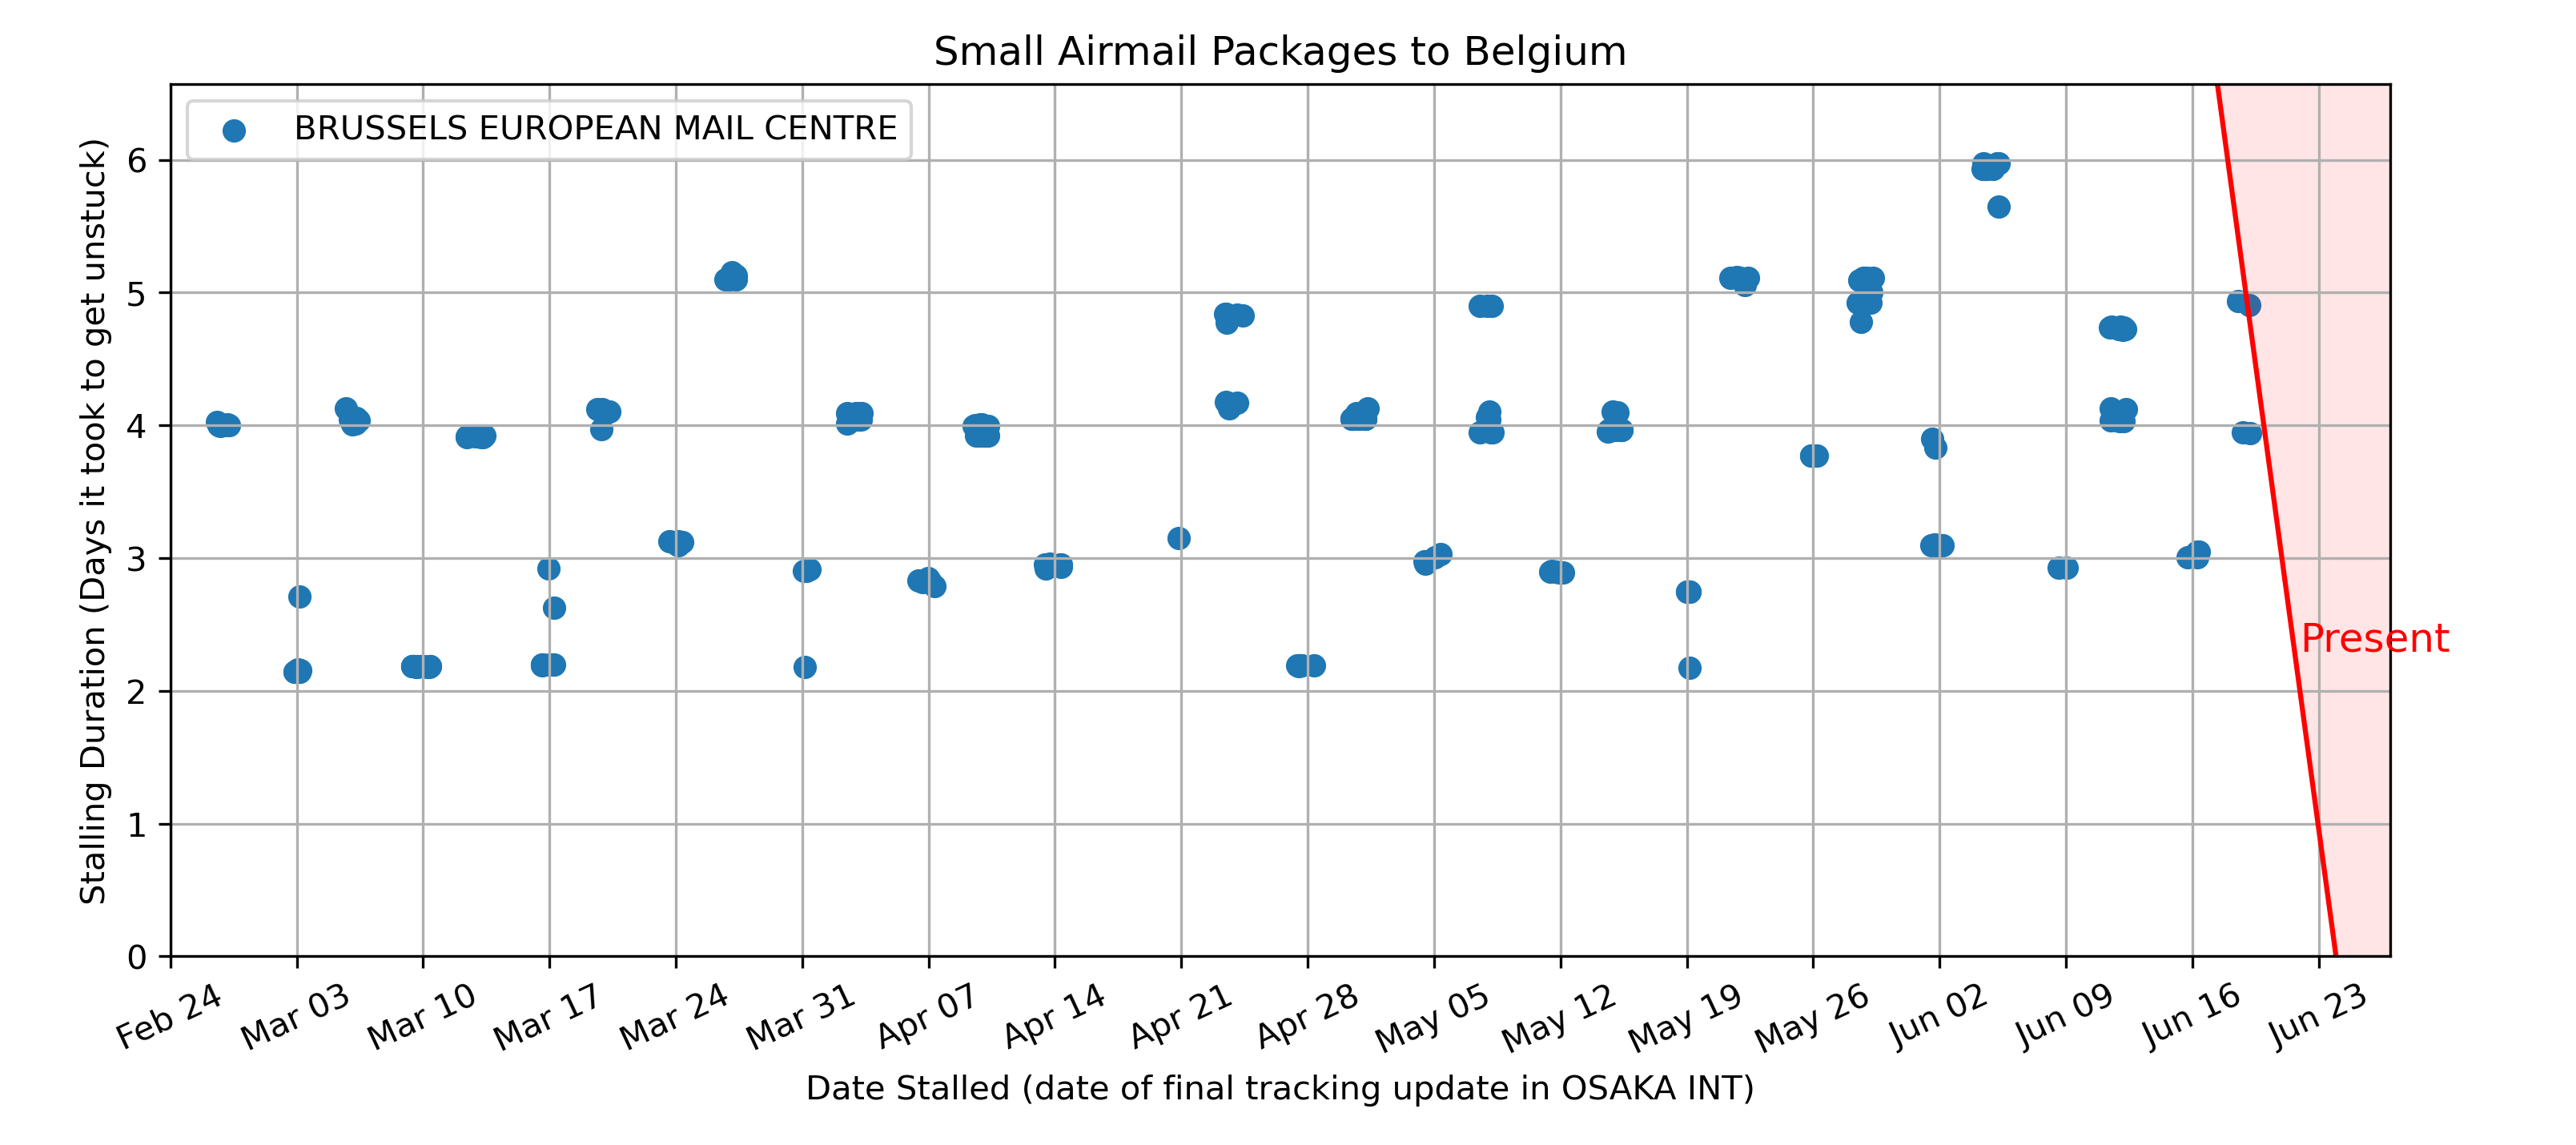 Small Airmail Packages to Belgium
BRUSSELS EUROPEAN MAIL CENTRE
Stalling Duration (Days it took to get unstuck)
6
5
4
3
2
1
0
Present
Feb 24
Mar 03
Mar 10
Mar 17
Mar 24
Mar 31
Apr 07
Apr 14
Apr 21
Apr 28
May 05
May 12
May 19
May 26
Jun 02
Jun 09
Jun 16
Jun 23
Date Stalled (date of final tracking update in OSAKA INT)